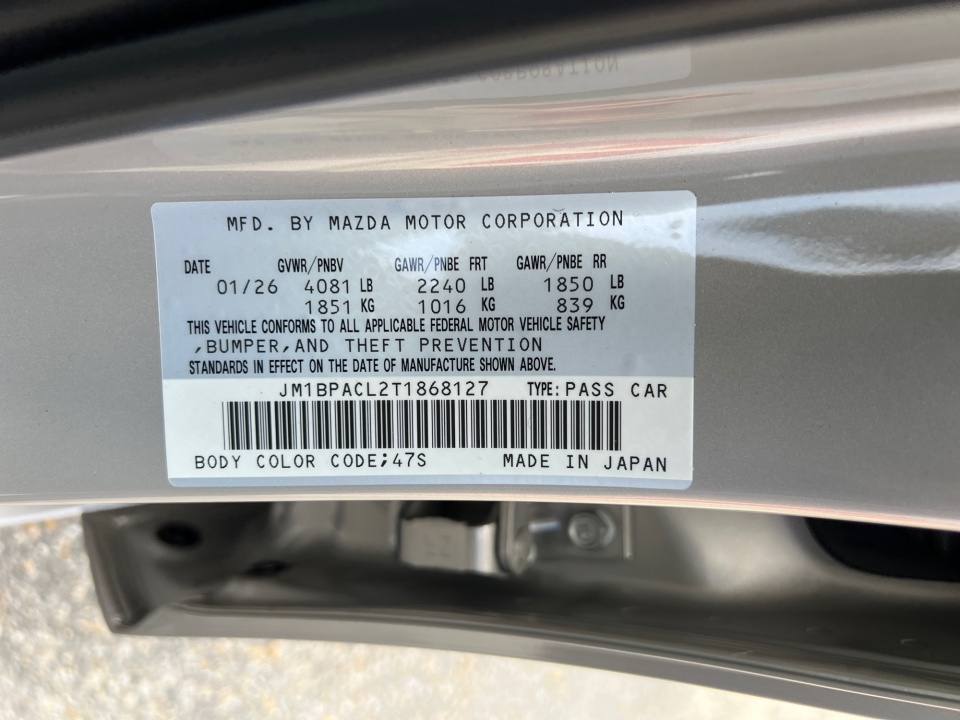 MFD. BY MAZDA MOTOR CORPORATION
DATE GVWR/PNBV GAWR/PNBE FRT GAWR/PNBE RR
01/26 4081 LB 2240 LB 1850 LB
1851 KG 1016 KG 839 KG
THIS VEHICLE CONFORMS TO ALL APPLICABLE FEDERAL MOTOR VEHICLE SAFETY
,BUMPER,AND THEFT PREVENTION
STANDARDS IN EFFECT ON THE DATE OF MANUFACTURE SHOWN ABOVE.
JM1BPACL2T1868127 TYPE: PASS CAR
BODY COLOR CODE;47S MADE IN JAPAN